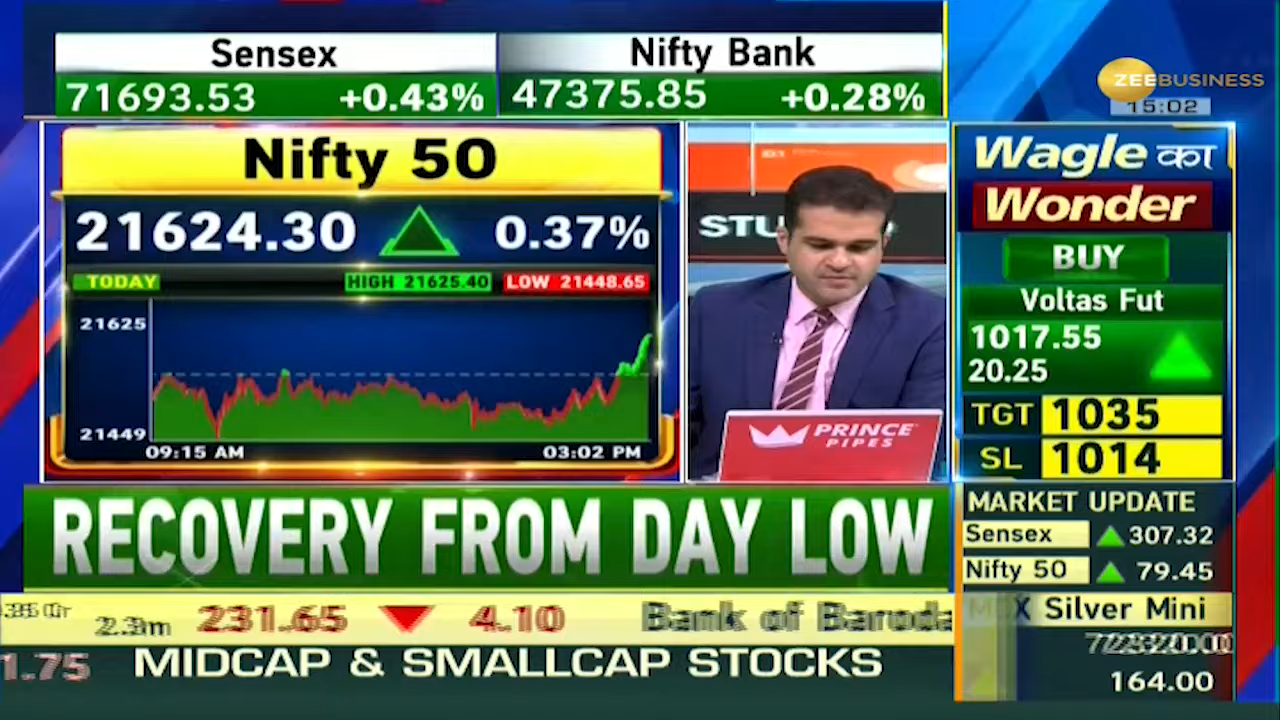 Sensex
71693.53 +0.43%
Nifty Bank
47375.85 +0.28%
ZEEBUSINESS
15:02
Nifty 50
21624.30 0.37%
TODAY HIGH 21625.40 LOW 21448.65
21625
21449
09:15 AM 03:02 PM
PRINCE
PIPES
Wagle का
Wonder
BUY
Voltas Fut
1017.55
20.25
TGT 1035
SL 1014
RECOVERY FROM DAY LOW
MARKET UPDATE
Sensex 307.32
Nifty 50 79.45
Silver Mini
164.00
231.65 4.10 Bank of Baroda
1.75 MIDCAP & SMALLCAP STOCKS